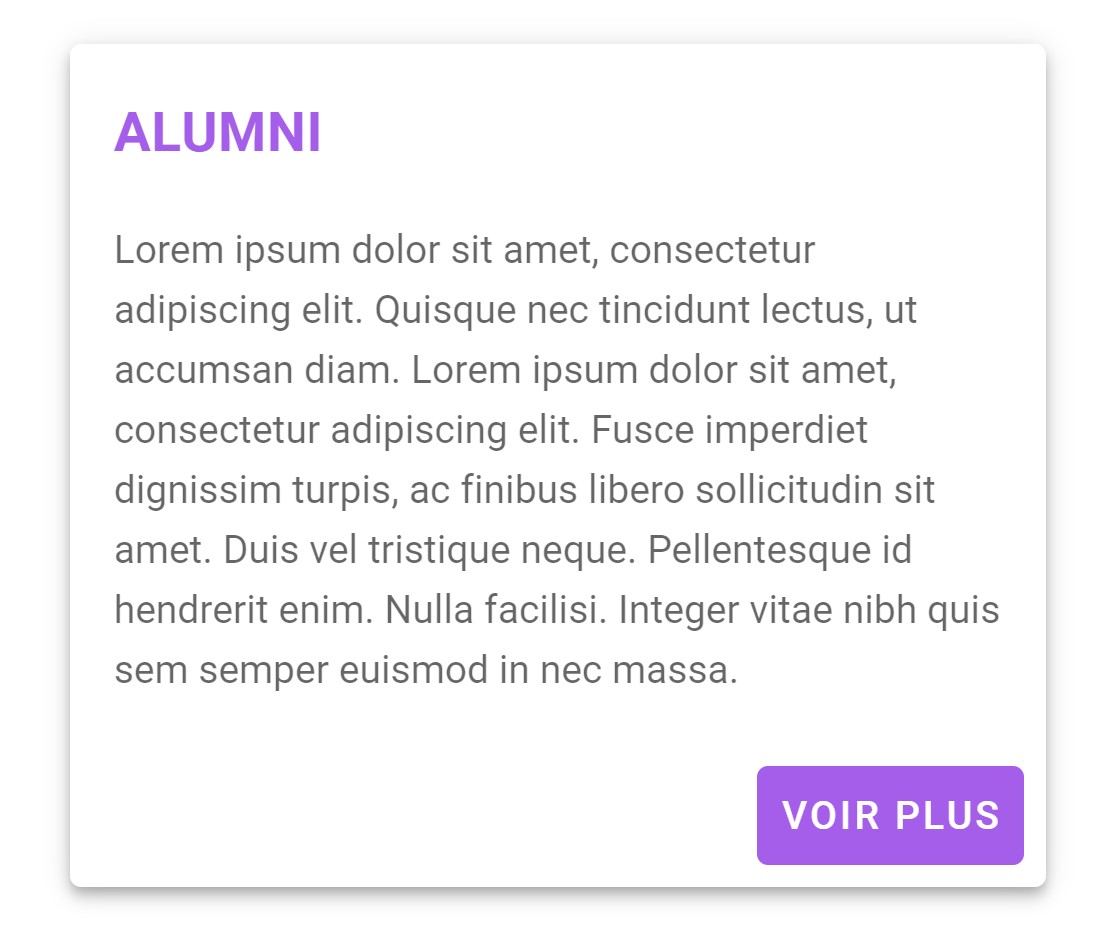 ALUMNI
Lorem ipsum dolor sit amet, consectetur
adipiscing elit. Quisque nec tincidunt lectus, ut
accumsan diam. Lorem ipsum dolor sit amet,
consectetur adipiscing elit. Fusce imperdiet
dignissim turpis, ac finibus libero sollicitudin sit
amet. Duis vel tristique neque. Pellentesque id
hendrerit enim. Nulla facilisi. Integer vitae nibh quis
sem semper euismod in nec massa.
VOIR PLUS